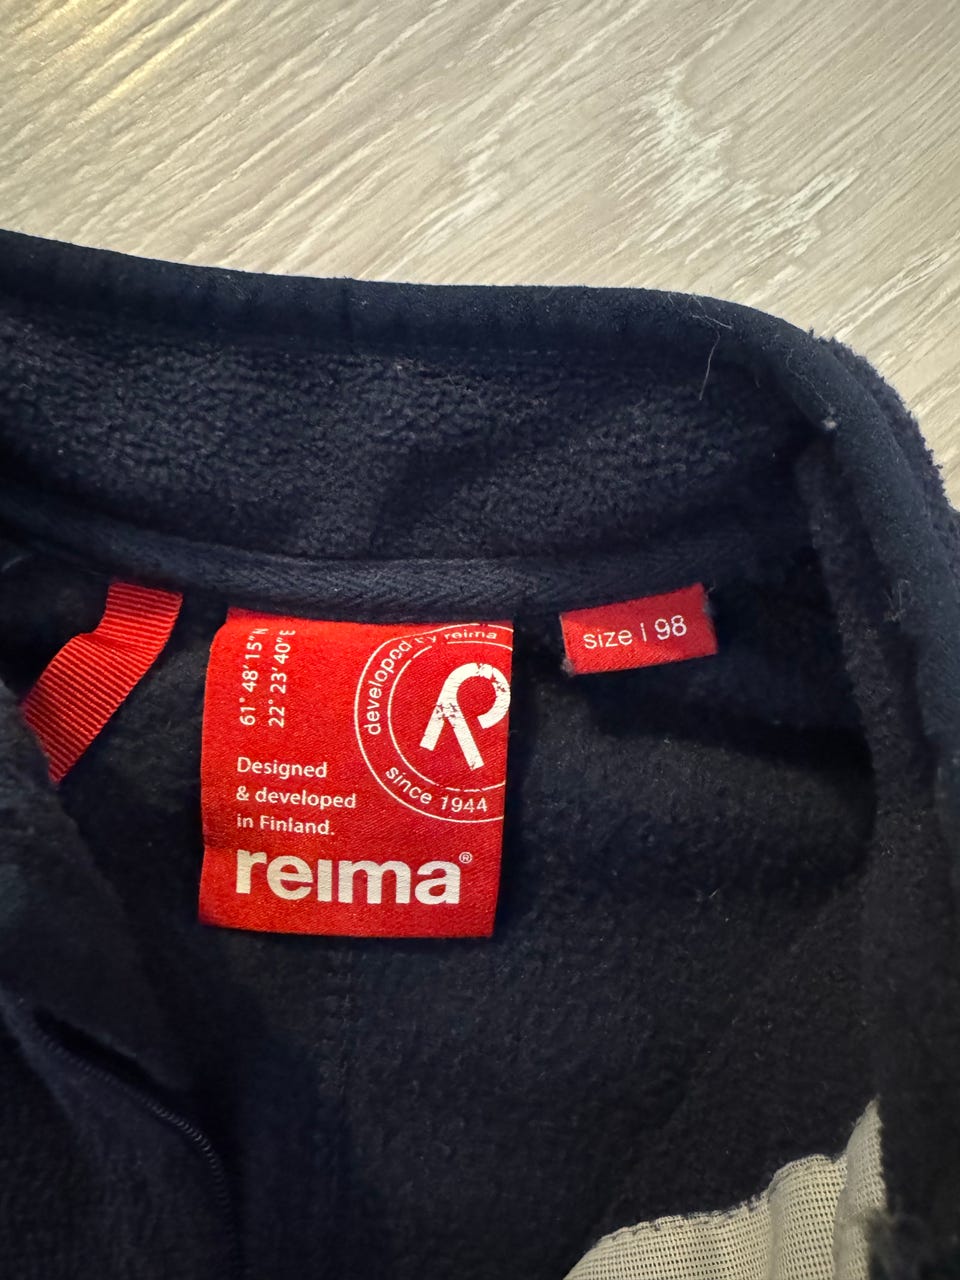 61° 48' 15" N
22° 23' 40" E
developed by reima
since 1944
Designed
& developed
in Finland.
reima®
size | 98